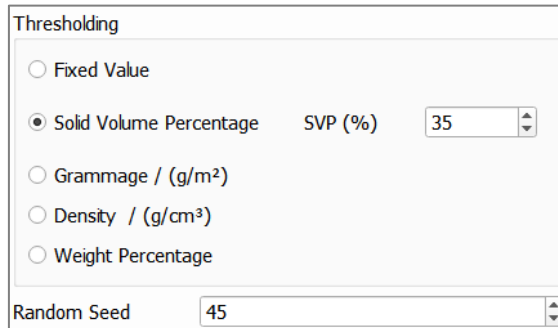 Thresholding
Fixed Value
Solid Volume Percentage SVP (%) 35
Grammage / (g/m²)
Density / (g/cm³)
Weight Percentage
Random Seed 45